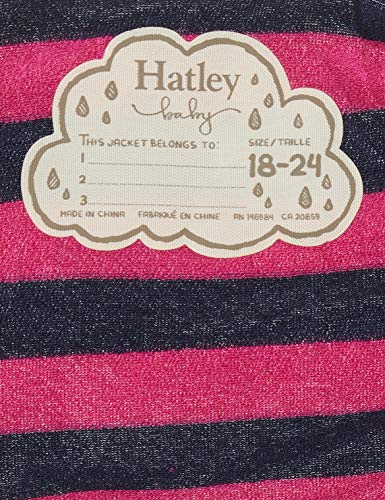 Hatley
baby
THIS JACKET BELONGS TO:
SIZE/TAILLE
1
18-24
2.
3.
MADE IN CHINA FABRIQUÉ EN CHINE RN 146984 CA 20859